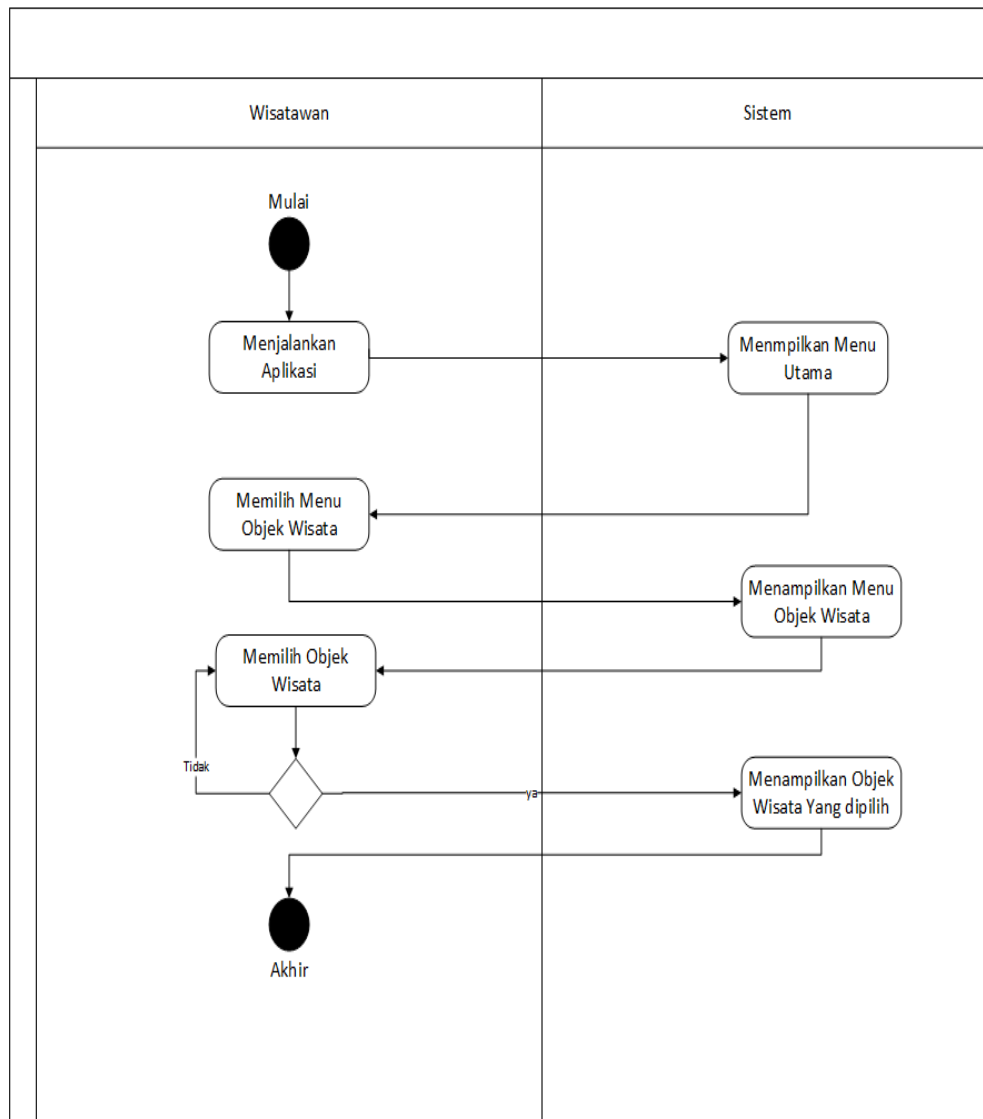 Wisatawan
Sistem
Mulai
Menjalankan
Aplikasi
Menmpilkan Menu
Utama
Memilih Menu
Objek Wisata
Menampilkan Menu
Objek Wisata
Memilih Objek
Wisata
Tidak
ya
Menampilkan Objek
Wisata Yang dipilih
Akhir